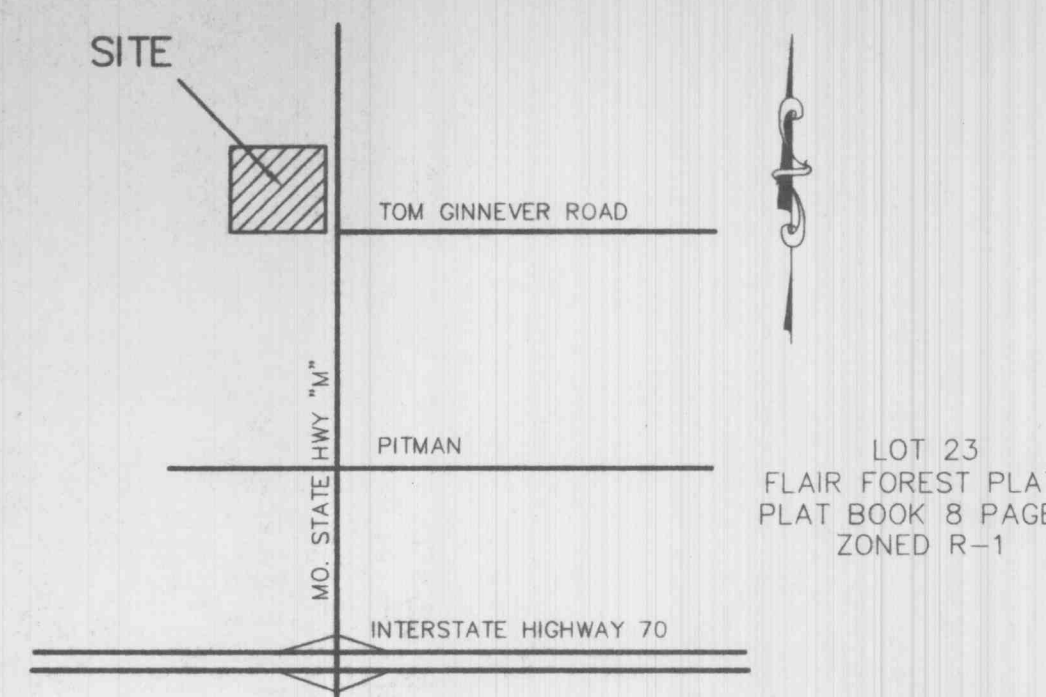 SITE
TOM GINNEVER ROAD
MO. STATE HWY "M"
PITMAN
INTERSTATE HIGHWAY 70
LOT 23
FLAIR FOREST
PLAT BOOK 8 PAGE
ZONED R-1